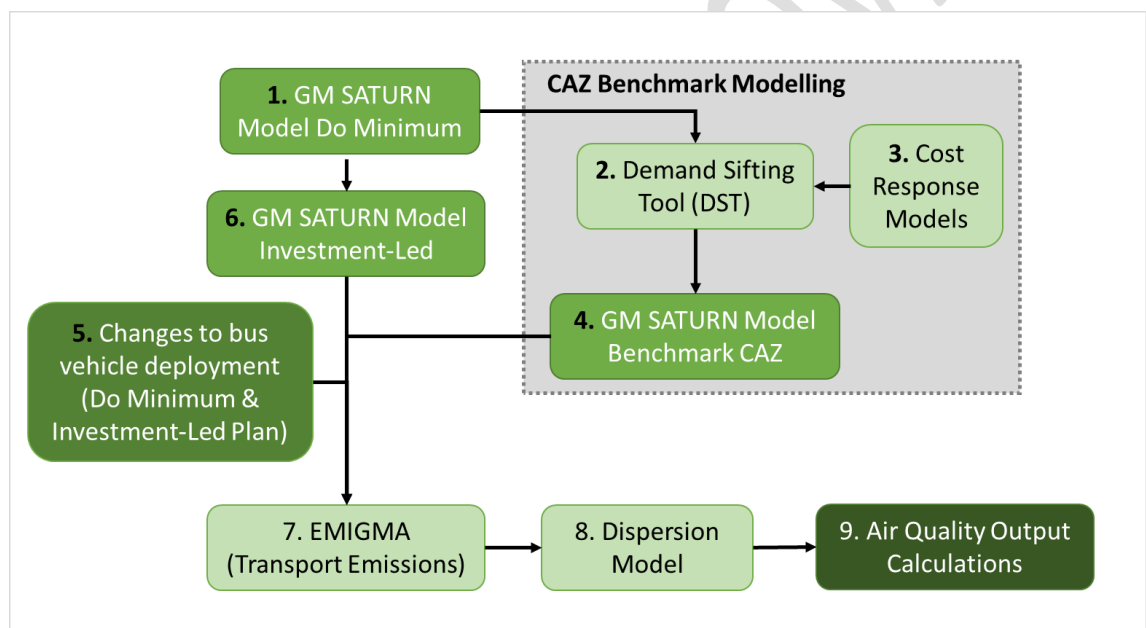 CAZ Benchmark Modelling
1. GM SATURN
Model Do Minimum
2. Demand Sifting
Tool (DST)
3. Cost
Response
Models
6. GM SATURN Model
Investment-Led
4. GM SATURN Model
Benchmark CAZ
5. Changes to bus
vehicle deployment
(Do Minimum &
Investment-Led Plan)
7. EMIGMA
(Transport Emissions)
8. Dispersion
Model
9. Air Quality Output
Calculations